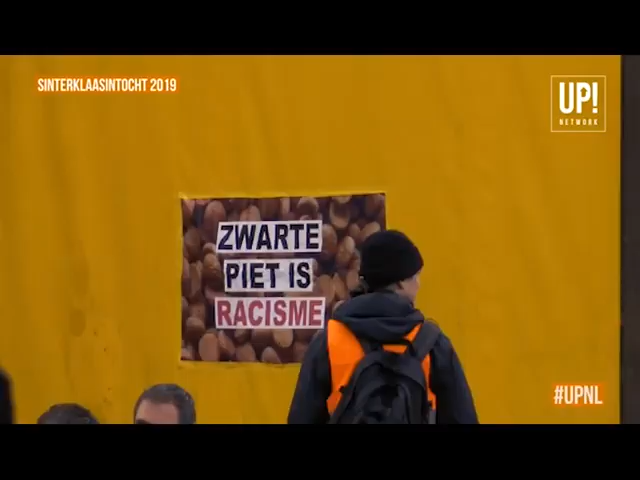 SINTERKLAASINTOCHT 2019
UP!
NETWORK
ZWARTE
PIET IS
RACISME
#UPNL